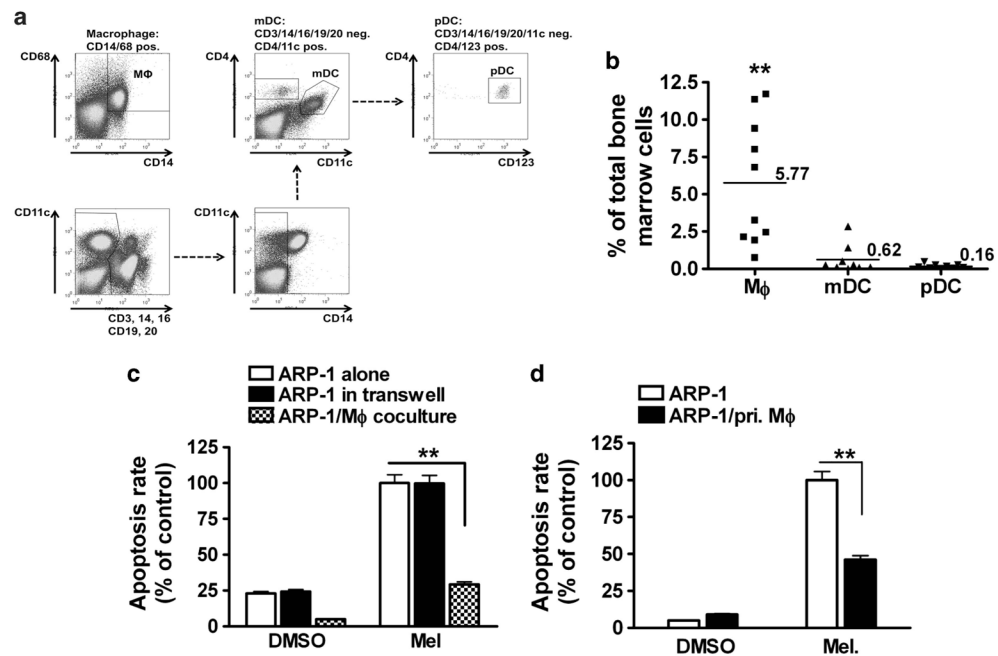 a
Macrophage:
CD14/68 pos.
CD68
MΦ
CD14
mDC:
CD3/14/16/19/20 neg.
CD4/11c pos.
CD4
mDC
CD11c
pDC:
CD3/14/16/19/20/11c neg.
CD4/123 pos.
CD4
pDC
CD123
CD11c
CD3, 14, 16
CD19, 20
CD11c
CD14
b
% of total bone
marrow cells
12.5
10.0
7.5
5.0
2.5
0.0
**
5.77
0.62
0.16
Mϕ
mDC
pDC
c
ARP-1 alone
ARP-1 in transwell
ARP-1/Mϕ coculture
Apoptosis rate
(% of control)
125
100
75
50
25
0
**
DMSO
Mel
d
ARP-1
ARP-1/pri. Mϕ
Apoptosis rate
(% of control)
125
100
75
50
25
0
**
DMSO
Mel.